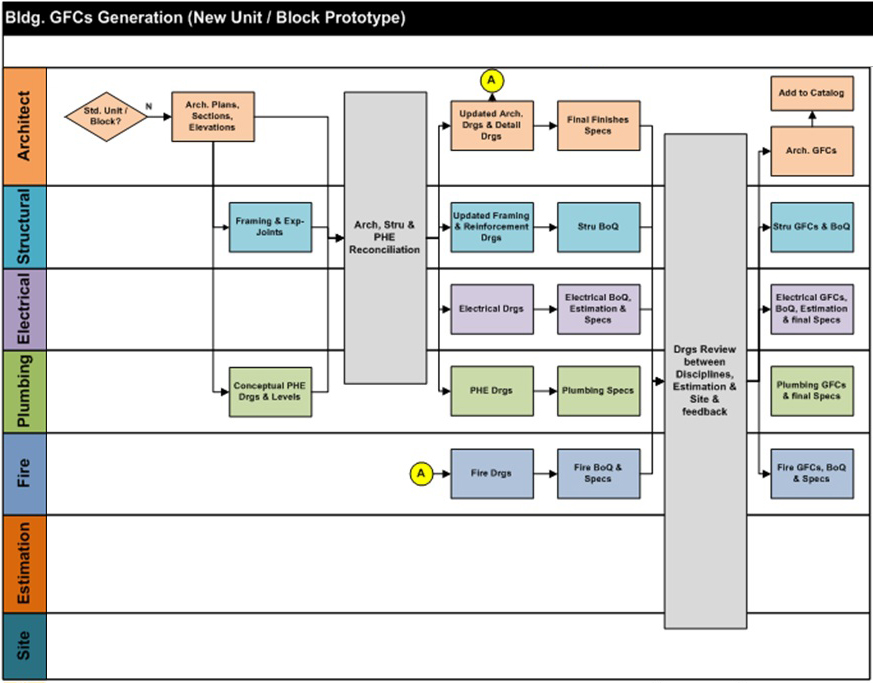 Bldg. GFCs Generation (New Unit / Block Prototype)
Architect
Std. Unit /
Block?
N
Arch. Plans,
Sections,
Elevations
A
Updated Arch.
Drgs & Detail
Drgs
Final Finishes
Specs
Add to Catalog
Arch. GFCs
Structural
Framing & Exp-
Joints
Arch, Stru &
PHE
Reconciliation
Updated Framing
& Reinforcement
Drgs
Stru BoQ
Stru GFCs & BoQ
Electrical
Electrical Drgs
Electrical BoQ,
Estimation &
Specs
Electrical GFCs,
BoQ, Estimation
& final Specs
Plumbing
Conceptual PHE
Drgs & Levels
PHE Drgs
Plumbing Specs
Drgs Review
between
Disciplines,
Estimation &
Site &
feedback
Plumbing GFCs
& final Specs
Fire
A
Fire Drgs
Fire BoQ &
Specs
Fire GFCs, BoQ
& Specs
Estimation
Site